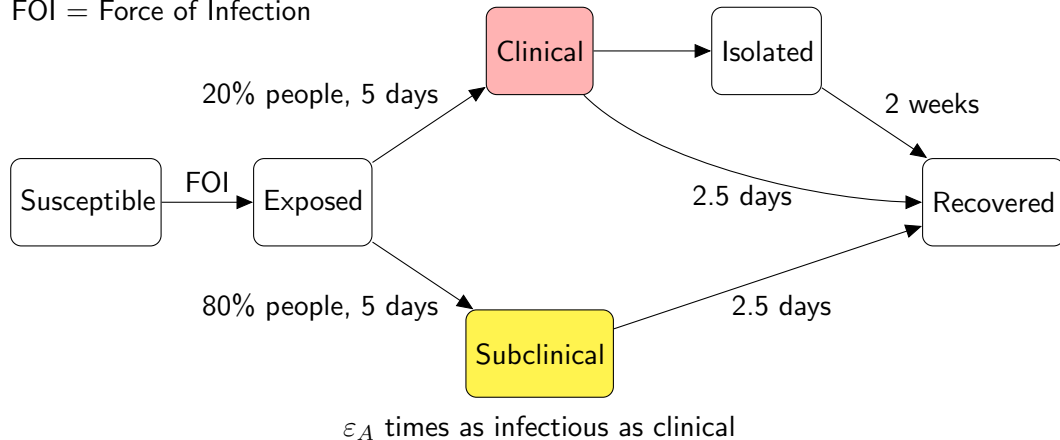 FOI = Force of Infection
Clinical
Isolated
20% people, 5 days
2 weeks
Susceptible
FOI
Exposed
2.5 days
Recovered
80% people, 5 days
2.5 days
Subclinical
ε_A times as infectious as clinical